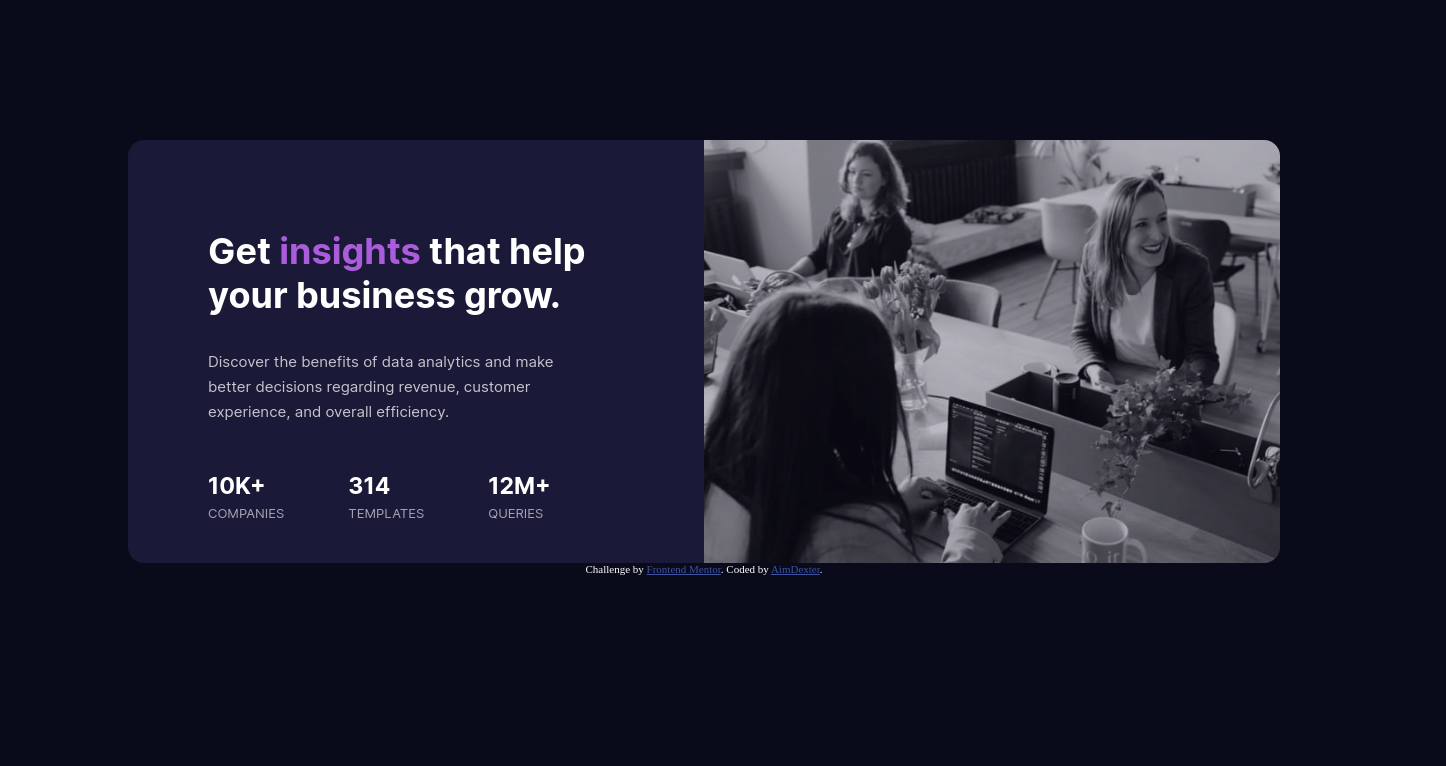 Get insights that help
your business grow.
Discover the benefits of data analytics and make
better decisions regarding revenue, customer
experience, and overall efficiency.
10K+ 314 12M+
COMPANIES TEMPLATES QUERIES
Challenge by Frontend Mentor. Coded by AimDexter.